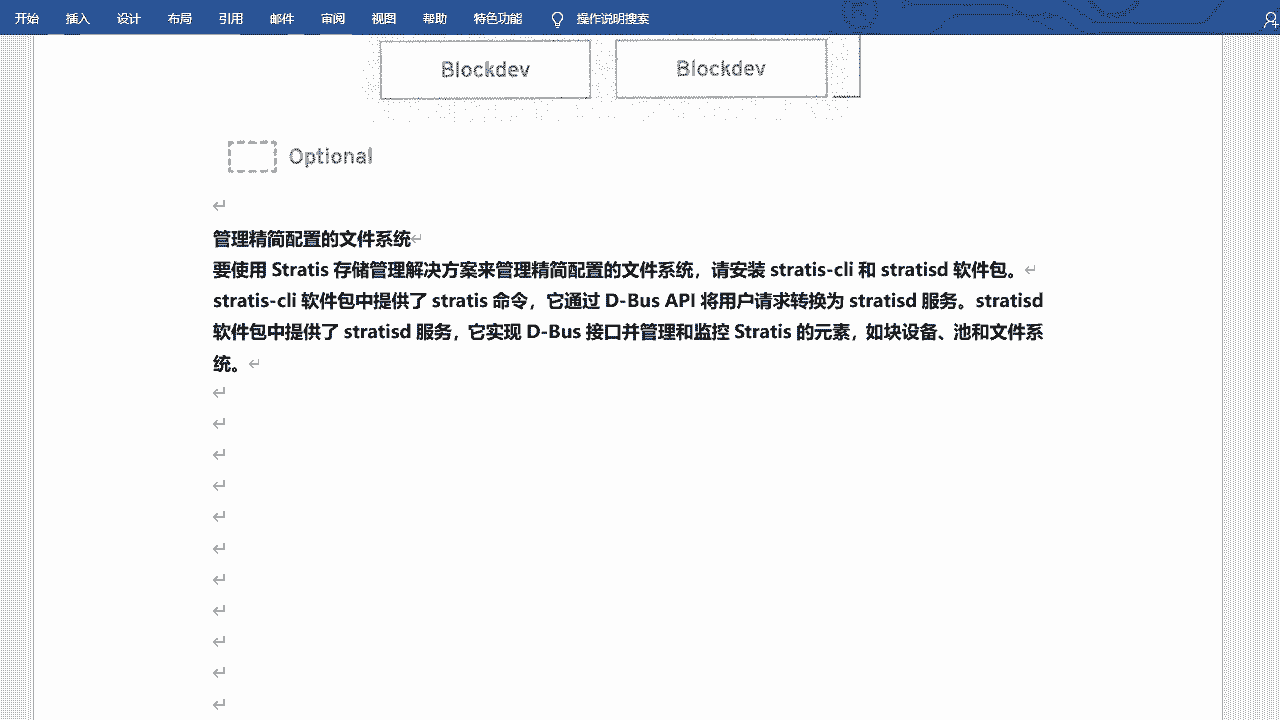 开始 插入 设计 布局 引用 邮件 审阅 视图 帮助 特色功能 操作说明搜索
Blockdev Blockdev
Optional
管理精简配置的文件系统
要使用 Stratis 存储管理解决方案来管理精简配置的文件系统，请安装 stratis-cli 和 stratisd 软件包。
stratis-cli 软件包中提供了 stratis 命令，它通过 D-Bus API 将用户请求转换为 stratisd 服务。stratisd
软件包中提供了 stratisd 服务，它实现 D-Bus 接口并管理和监控 Stratis 的元素，如块设备、池和文件系
统。